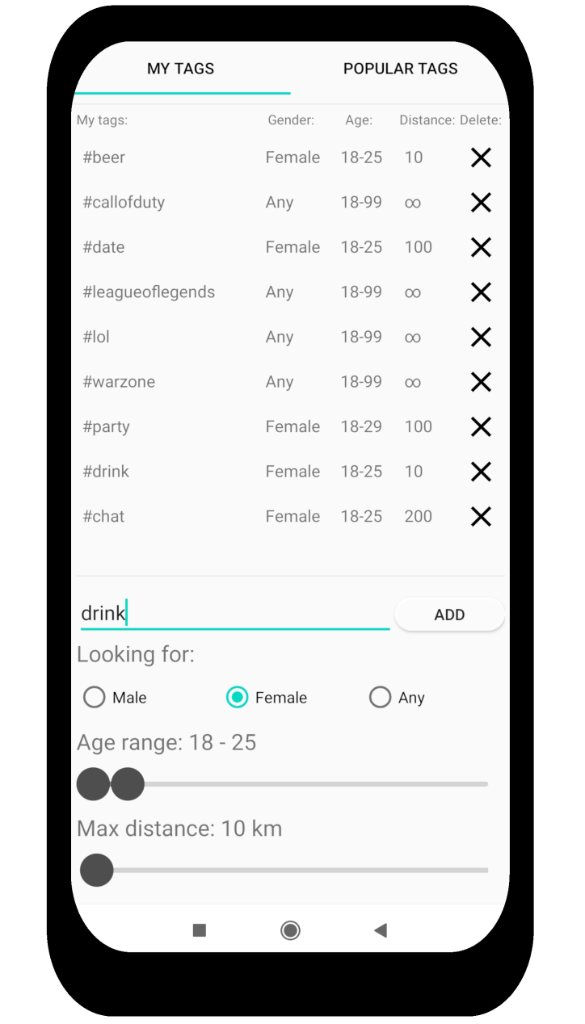 MY TAGS POPULAR TAGS
My tags: Gender: Age: Distance: Delete:
#beer Female 18-25 10
#callofduty Any 18-99 ∞
#date Female 18-25 100
#leagueoflegends Any 18-99 ∞
#lol Any 18-99 ∞
#warzone Any 18-99 ∞
#party Female 18-29 100
#drink Female 18-25 10
#chat Female 18-25 200
drink ADD
Looking for:
Male Female Any
Age range: 18 - 25
Max distance: 10 km